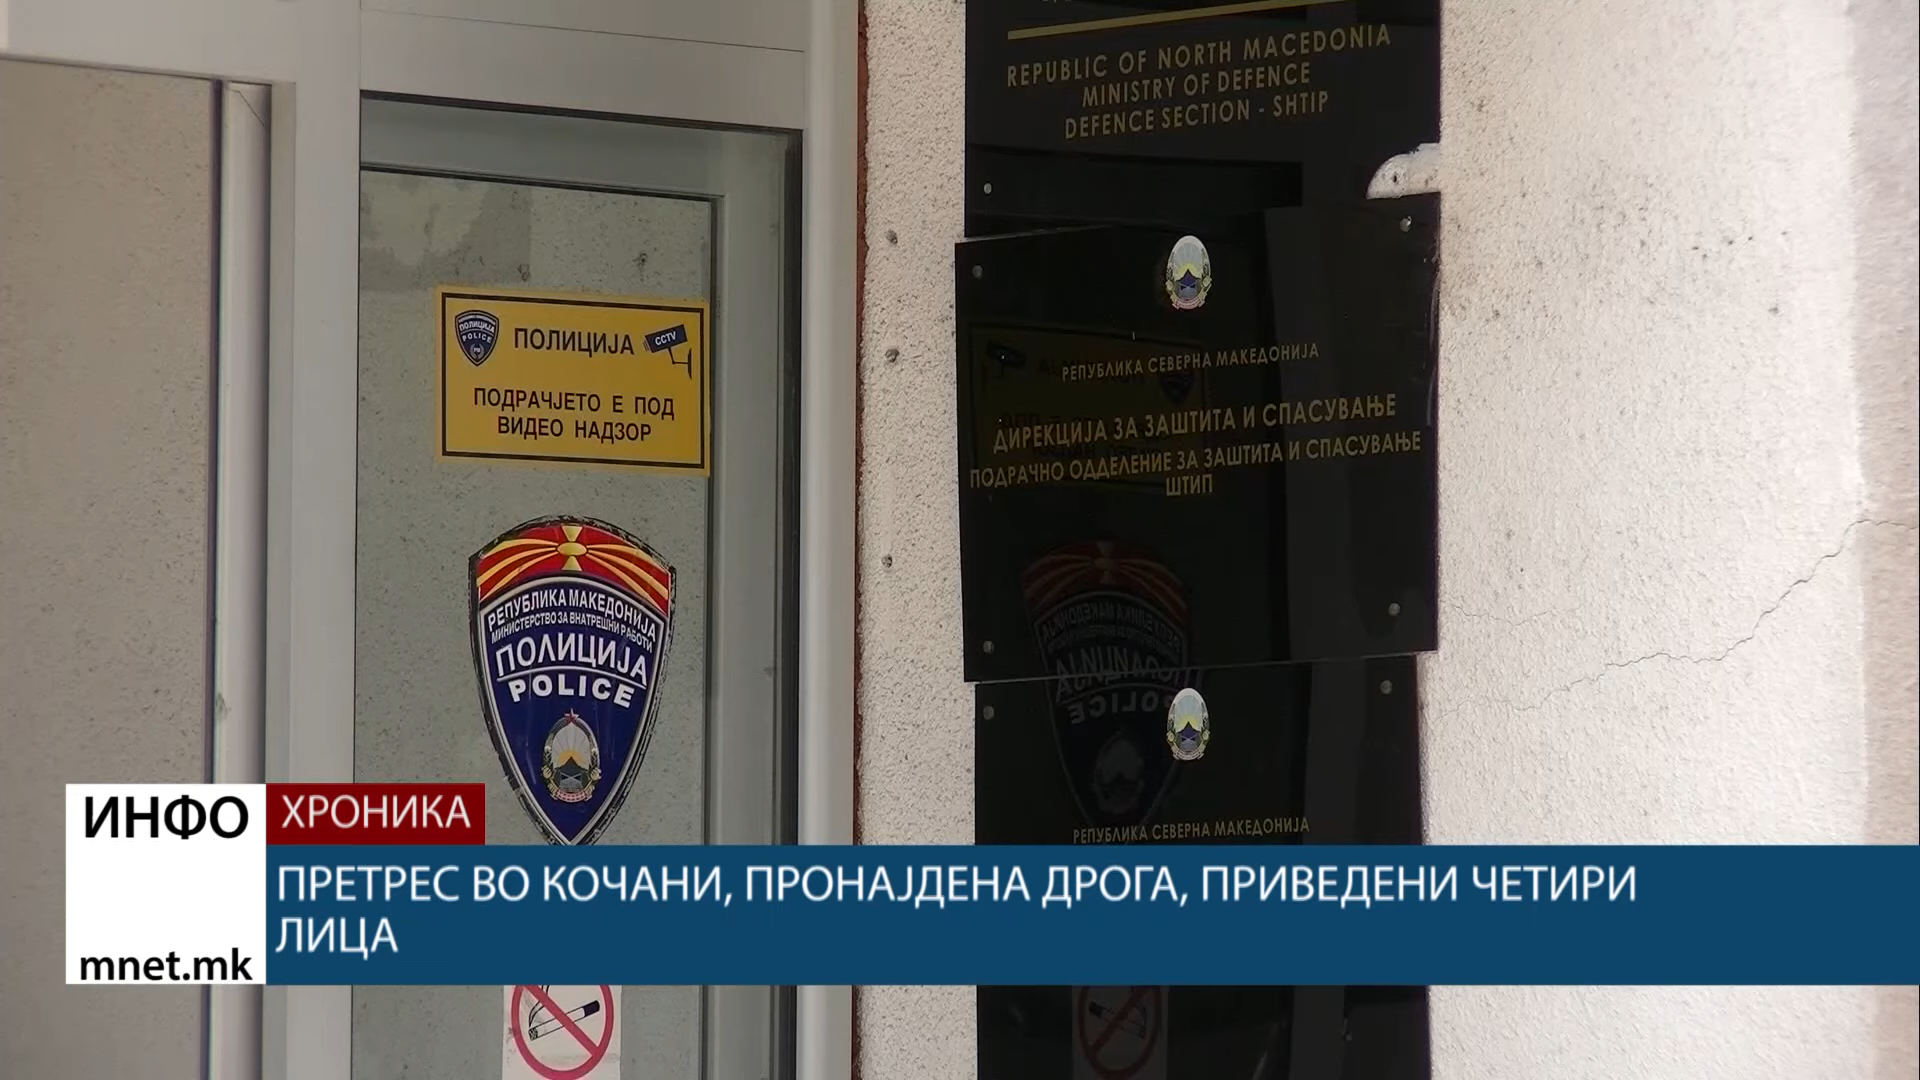 REPUBLIC OF NORTH MACEDONIA
MINISTRY OF DEFENCE
DEFENCE SECTION - SHTIP
ПОЛИЦИЈА
POLICE
ПОЛИЦИЈА
CCTV
ПОДРАЧЈЕТО Е ПОД
ВИДЕО НАДЗОР
РЕПУБЛИКА СЕВЕРНА МАКЕДОНИЈА
ДИРЕКЦИЈА ЗА ЗАШТИТА И СПАСУВАЊЕ
ПОДРАЧНО ОДДЕЛЕНИЕ ЗА ЗАШТИТА И СПАСУВАЊЕ
ШТИП
РЕПУБЛИКА МАКЕДОНИЈА
МИНИСТЕРСТВО ЗА ВНАТРЕШНИ РАБОТИ
ПОЛИЦИЈА
POLICE
РЕПУБЛИКА СЕВЕРНА МАКЕДОНИЈА
ИНФО
ХРОНИКА
ПРЕТРЕС ВО КОЧАНИ, ПРОНАЈДЕНА ДРОГА, ПРИВЕДЕНИ ЧЕТИРИ
ЛИЦА
mnet.mk